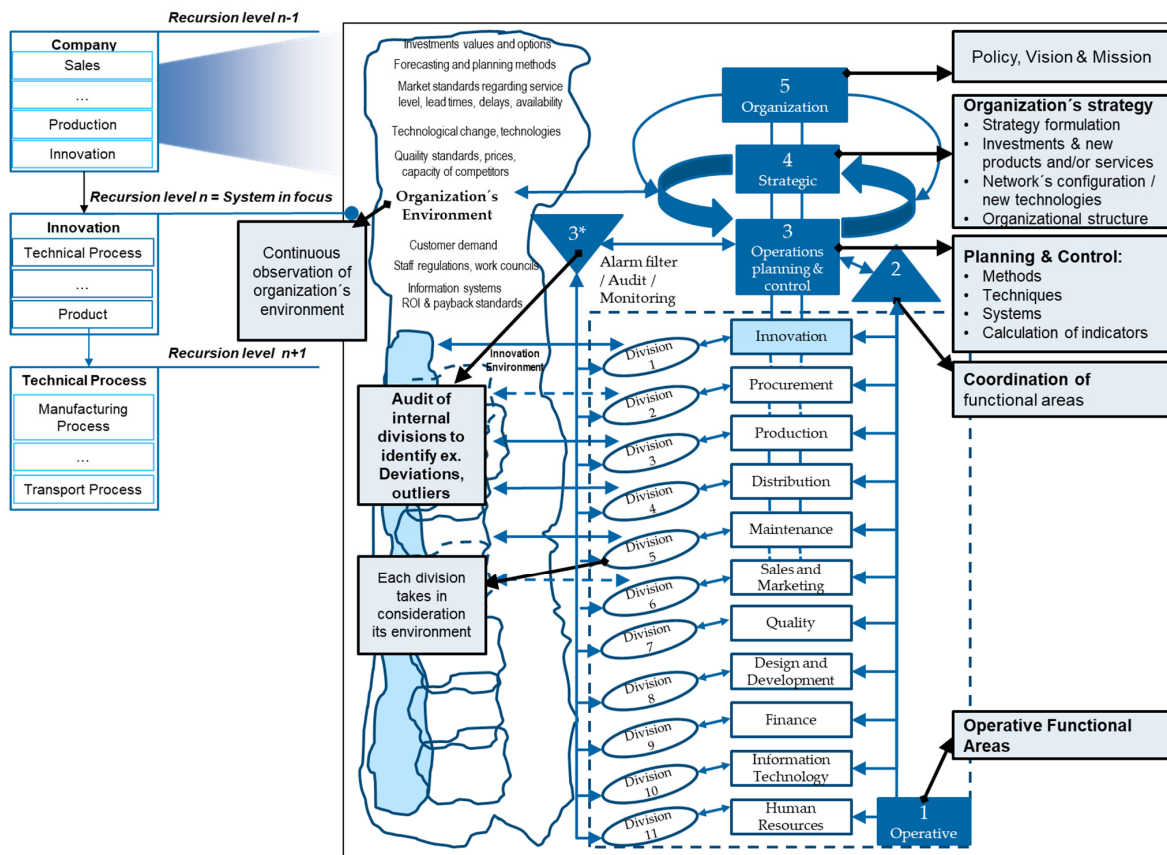 Recursion level n-1
Company
Sales
…
Production
Innovation
Recursion level n = System in focus
Innovation
Technical Process
...
Product
Recursion level n+1
Technical Process
Manufacturing
Process
…
Transport Process
Investments values and options
Forecasting and planning methods
Market standards regarding service
level, lead times, delays, availability
Technological change, technologies
Quaility standards, prices,
capacity of competitors
Organization´s
Environment
Customer demand
Staff regulations, work councils
Information systems
ROI & payback standards
Continuous
observation of
organization´s
environment
Innovation
Environment
Audit of
internal
divisions to
identify ex.
Deviations,
outliers
Each division
takes in
consideration
its environment
3*
Alarm filter
/ Audit /
Monitoring
5
Organization
4
Strategic
3
Operations
planning &
control
2
Division
1
Division
2
Division
3
Division
4
Division
5
Division
6
Division
7
Division
8
Division
9
Division
10
Division
11
Innovation
Procurement
Production
Distribution
Maintenance
Sales and
Marketing
Quality
Design and
Development
Finance
Information
Technology
Human
Resources
1
Operative
Policy, Vision & Mission
Organization´s strategy
• Strategy formulation
• Investments & new
products and/or services
• Network´s configuration /
new technologies
• Organizational structure
Planning & Control:
• Methods
• Techniques
• Systems
• Calculation of indicators
Coordination of
functional areas
Operative Functional
Areas